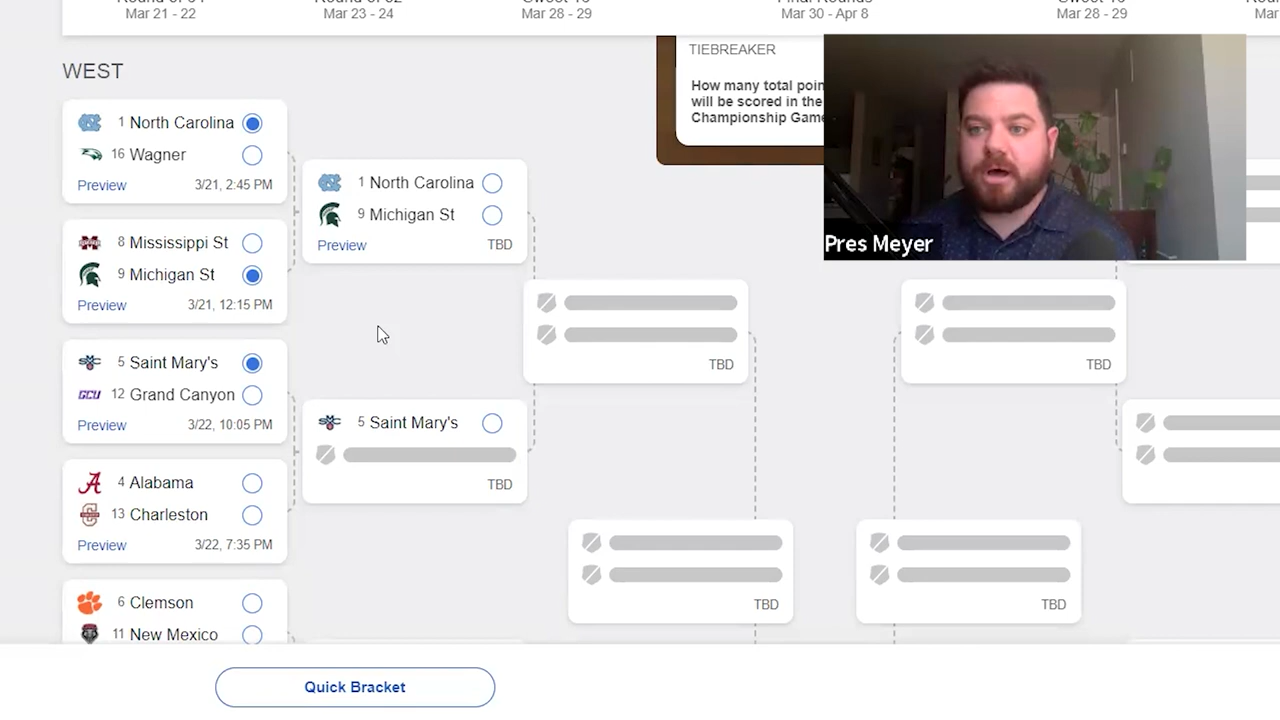 Mar 21 - 22
Mar 23 - 24
Mar 28 - 29
Mar 30 - Apr 8
Mar 28 - 29
Mar
WEST
TIEBREAKER
How many total poin
will be scored in the
Championship Game
Pres Meyer
1 North Carolina
16 Wagner
Preview 3/21, 2:45 PM
1 North Carolina
9 Michigan St
Preview TBD
8 Mississippi St
9 Michigan St
Preview 3/21, 12:15 PM
TBD
TBD
5 Saint Mary's
GCU 12 Grand Canyon
Preview 3/22, 10:05 PM
5 Saint Mary's
TBD
A 4 Alabama
C 13 Charleston
Preview 3/22, 7:35 PM
TBD
TBD
6 Clemson
11 New Mexico
Quick Bracket